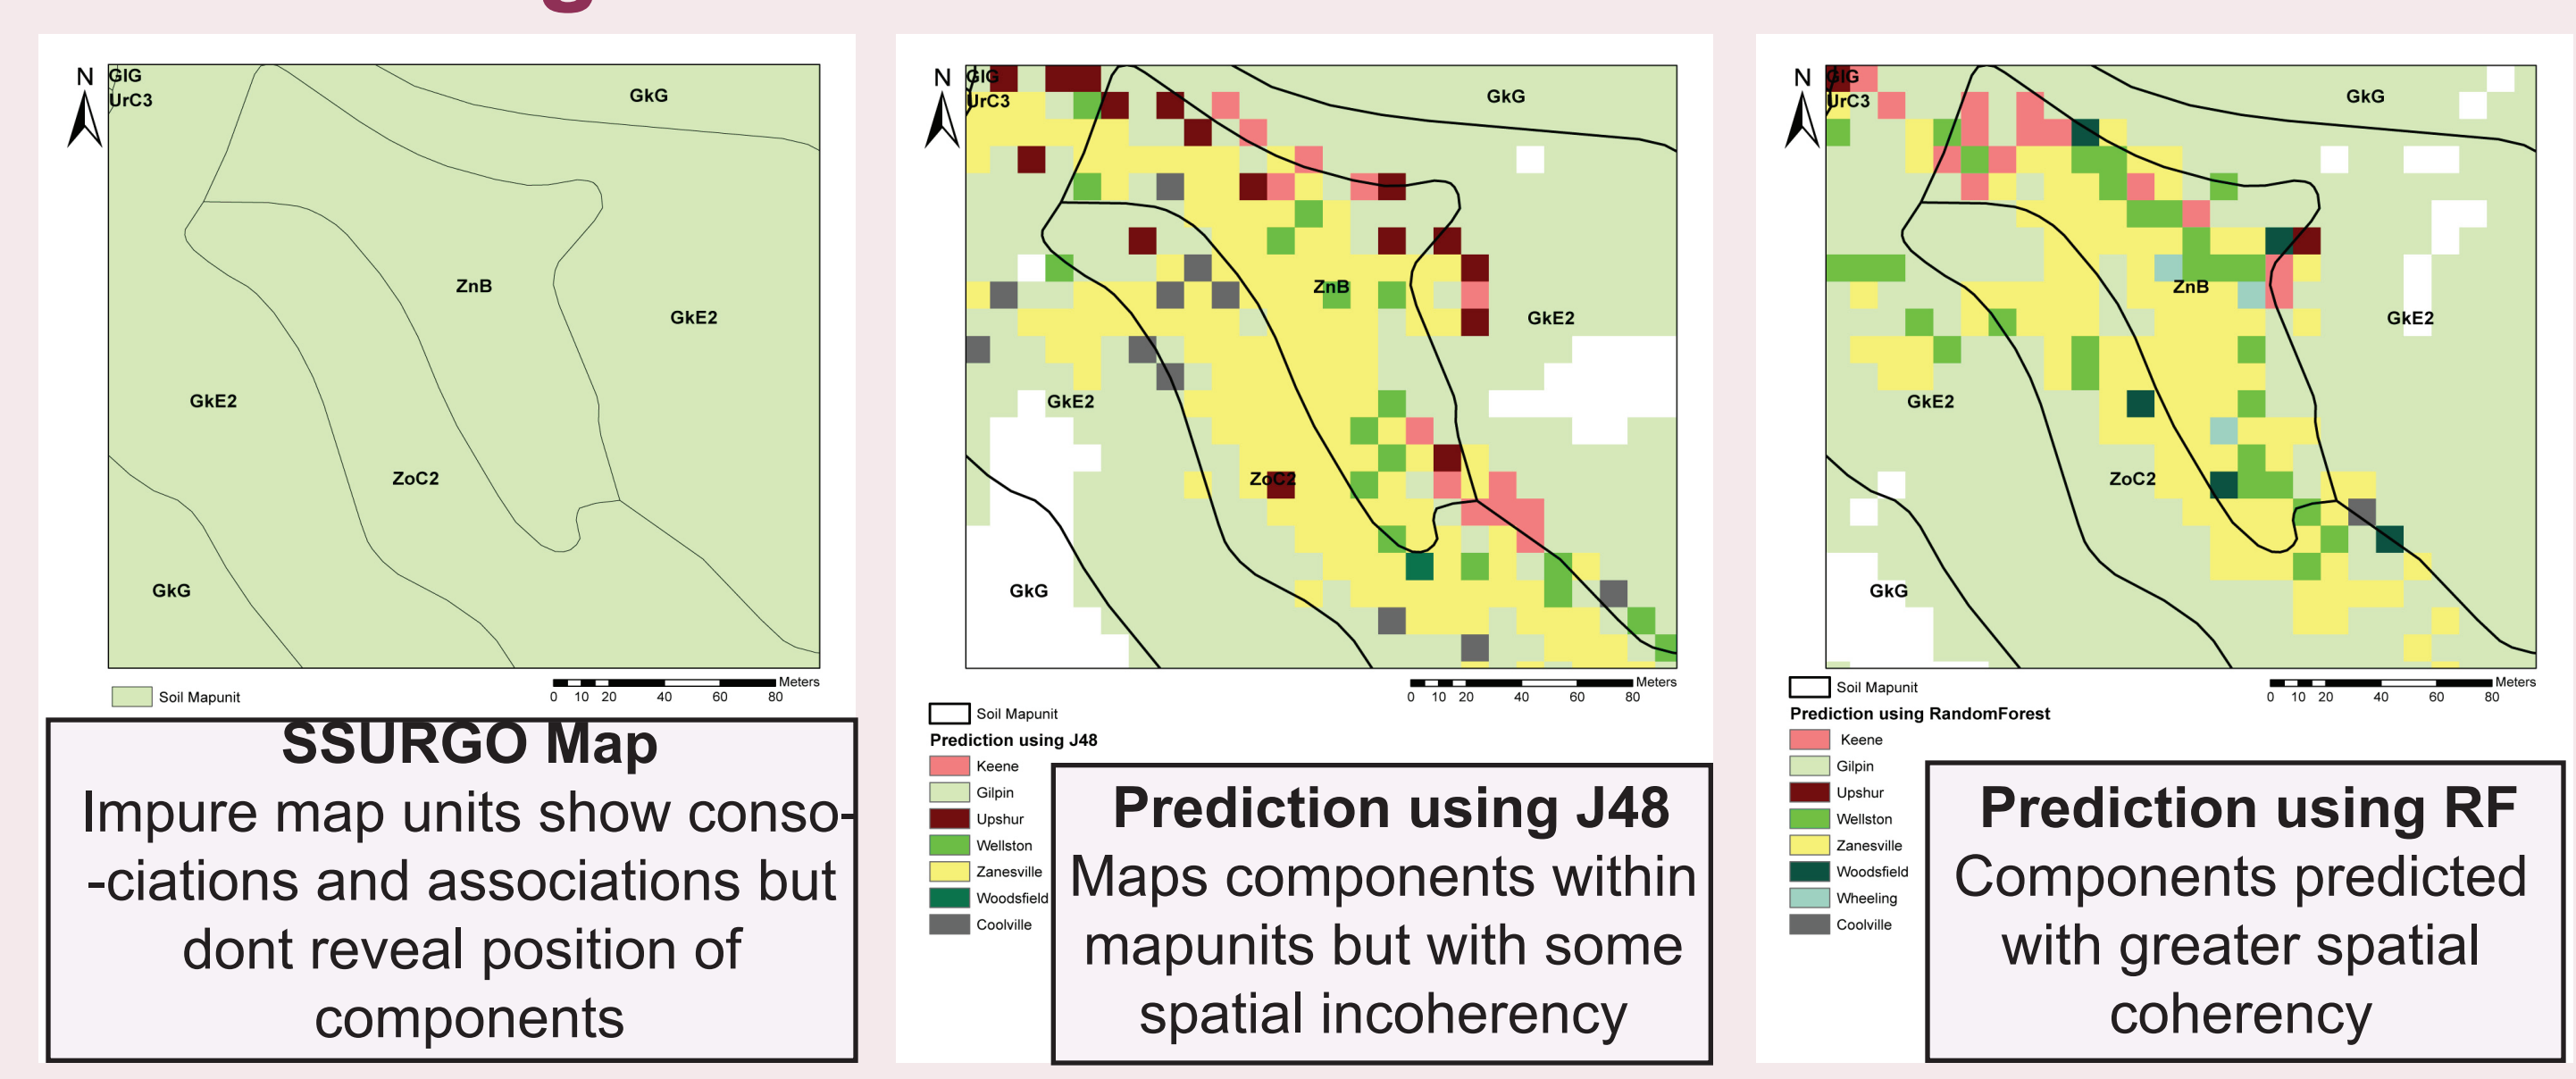 N
GlG
UrC3
GkG
ZnB
GkE2
GkE2
ZoC2
GkG
Soil Mapunit
Meters
0 10 20 40 60 80
SSURGO Map
Impure map units show conso-
-ciations and associations but
dont reveal position of
components
N
GlG
UrC3
GkG
ZnB
GkE2
GkE2
ZoC2
GkG
Meters
0 10 20 40 60 80
Soil Mapunit
Prediction using J48
Keene
Gilpin
Upshur
Wellston
Zanesville
Woodsfield
Coolville
Prediction using J48
Maps components within
mapunits but with some
spatial incoherency
N
GlG
UrC3
GkG
ZnB
GkE2
GkE2
ZoC2
GkG
Meters
0 10 20 40 60 80
Soil Mapunit
Prediction using RandomForest
Keene
Gilpin
Upshur
Wellston
Zanesville
Woodsfield
Wheeling
Coolville
Prediction using RF
Components predicted
with greater spatial
coherency